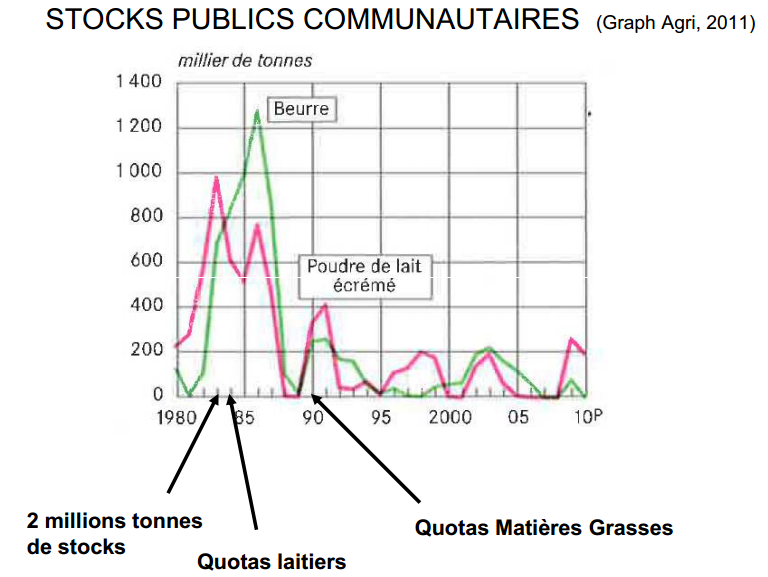 STOCKS PUBLICS COMMUNAUTAIRES (Graph Agri, 2011)
millier de tonnes
1 400
1 200
1 000
800
600
400
200
0
Beurre
Poudre de lait
écrémé
1980 85 90 95 2000 05 10P
2 millions tonnes
de stocks
Quotas laitiers
Quotas Matières Grasses